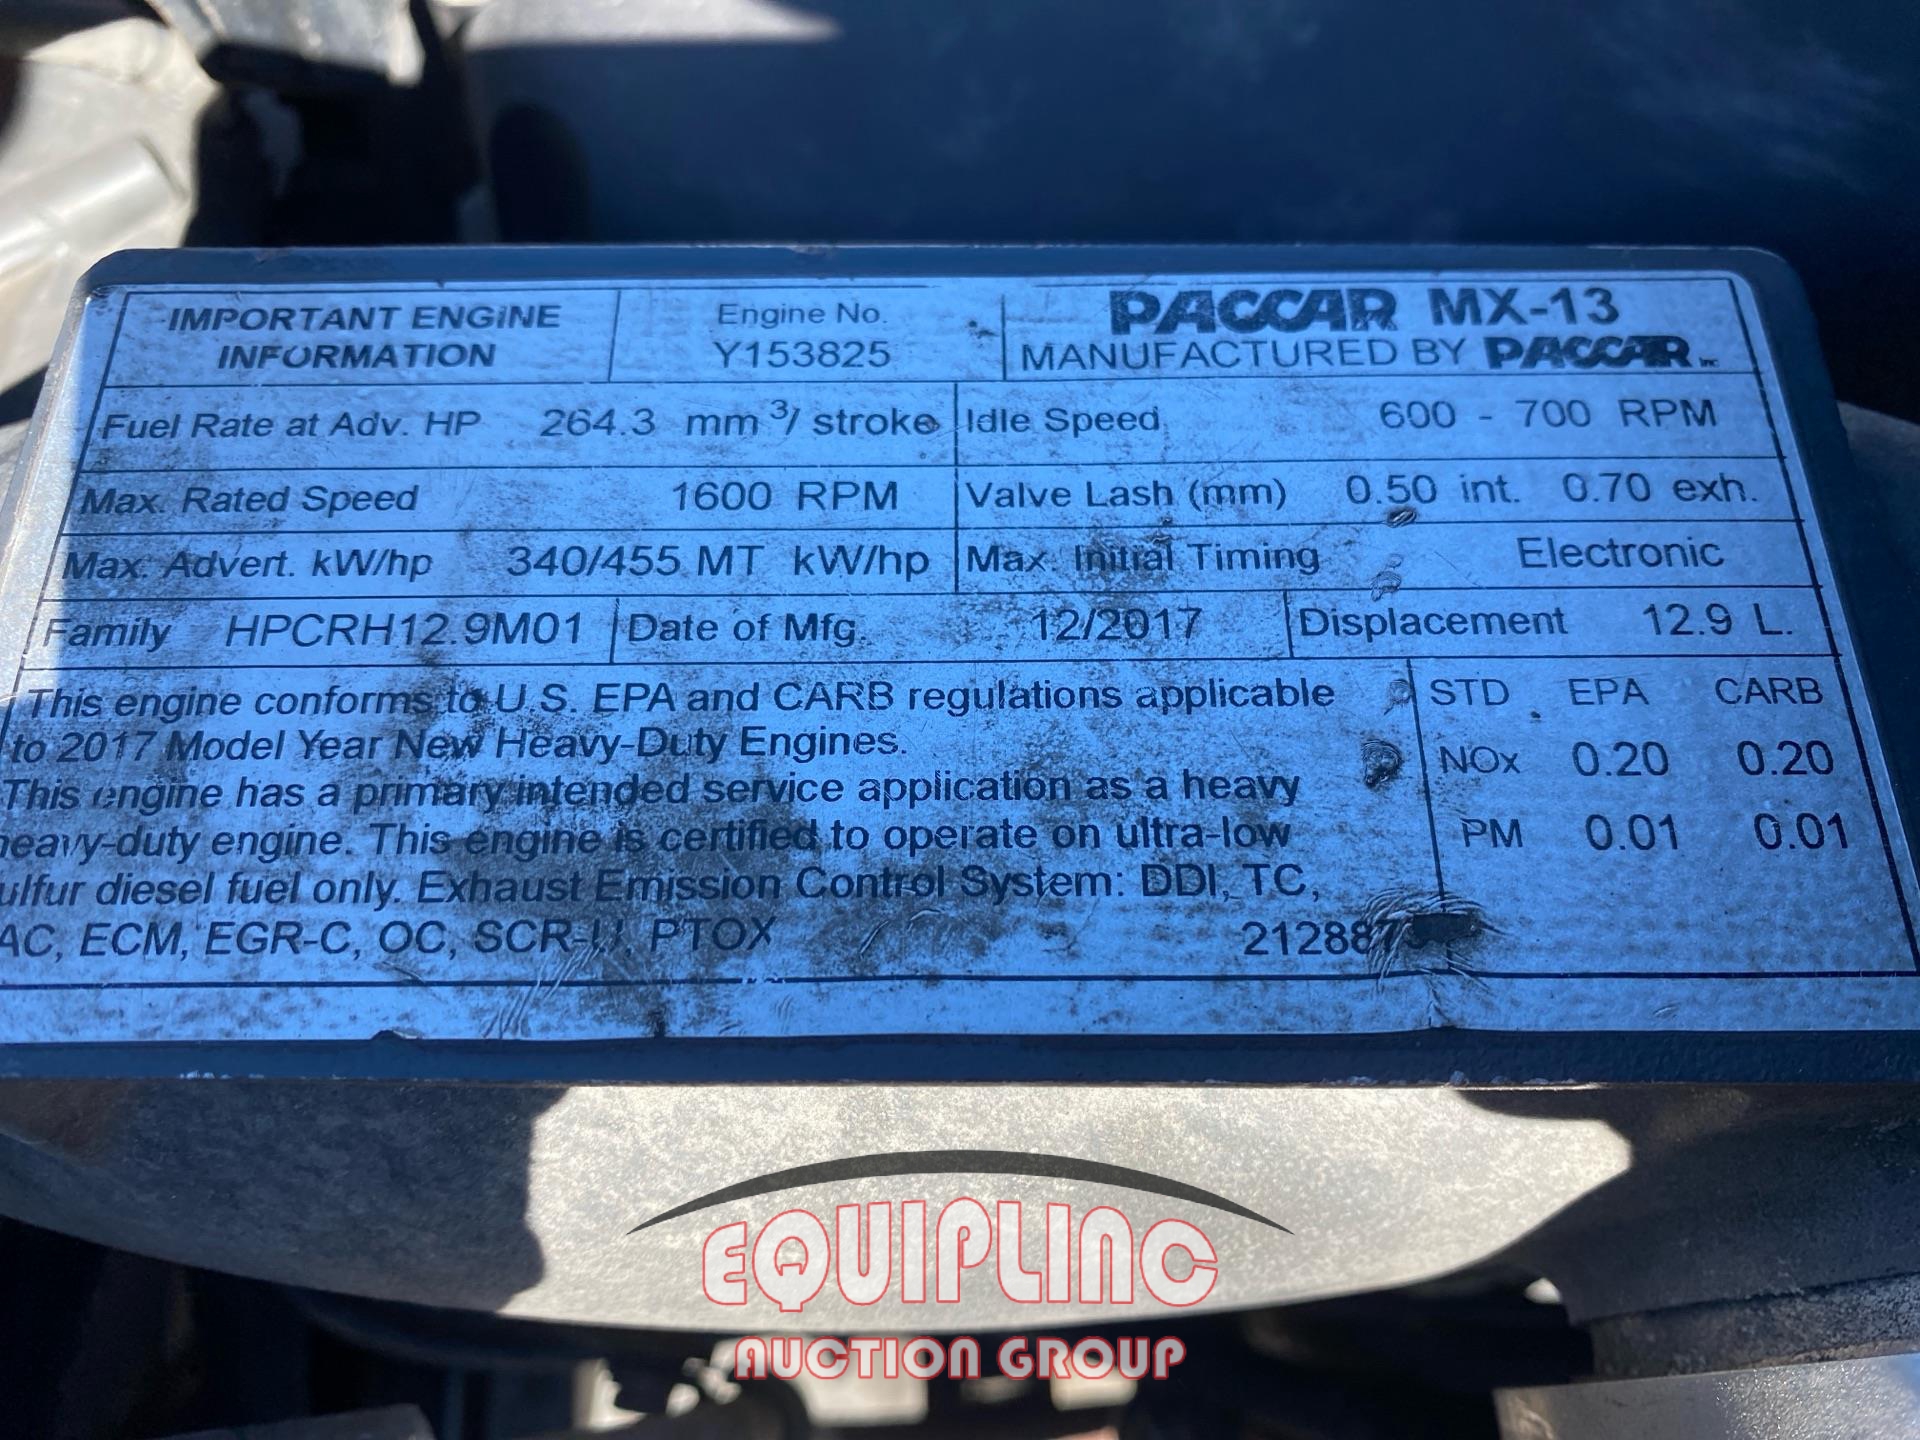 IMPORTANT ENGINE INFORMATION
Engine No.
Y153825
PACCAR MX-13
MANUFACTURED BY PACCAR INC
Fuel Rate at Adv. HP 264.3 mm3/ stroke
Idle Speed 600 - 700 RPM
Max. Rated Speed 1600 RPM
Valve Lash (mm) 0.50 int. 0.70 exh.
Max. Advert. kW/hp 340/455 MT kW/hp
Max. Initial Timing Electronic
Family HPCRH12.9M01
Date of Mfg. 12/2017
Displacement 12.9 L.
This engine conforms to U.S. EPA and CARB regulations applicable
to 2017 Model Year New Heavy-Duty Engines.
This engine has a primary intended service application as a heavy
heavy-duty engine. This engine is certified to operate on ultra-low
ulfur diesel fuel only. Exhaust Emission Control System: DDI, TC,
AC, ECM, EGR-C, OC, SCR-U, PTOX
STD EPA CARB
NOx 0.20 0.20
PM 0.01 0.01
EQUIPLINC
AUCTION GROUP